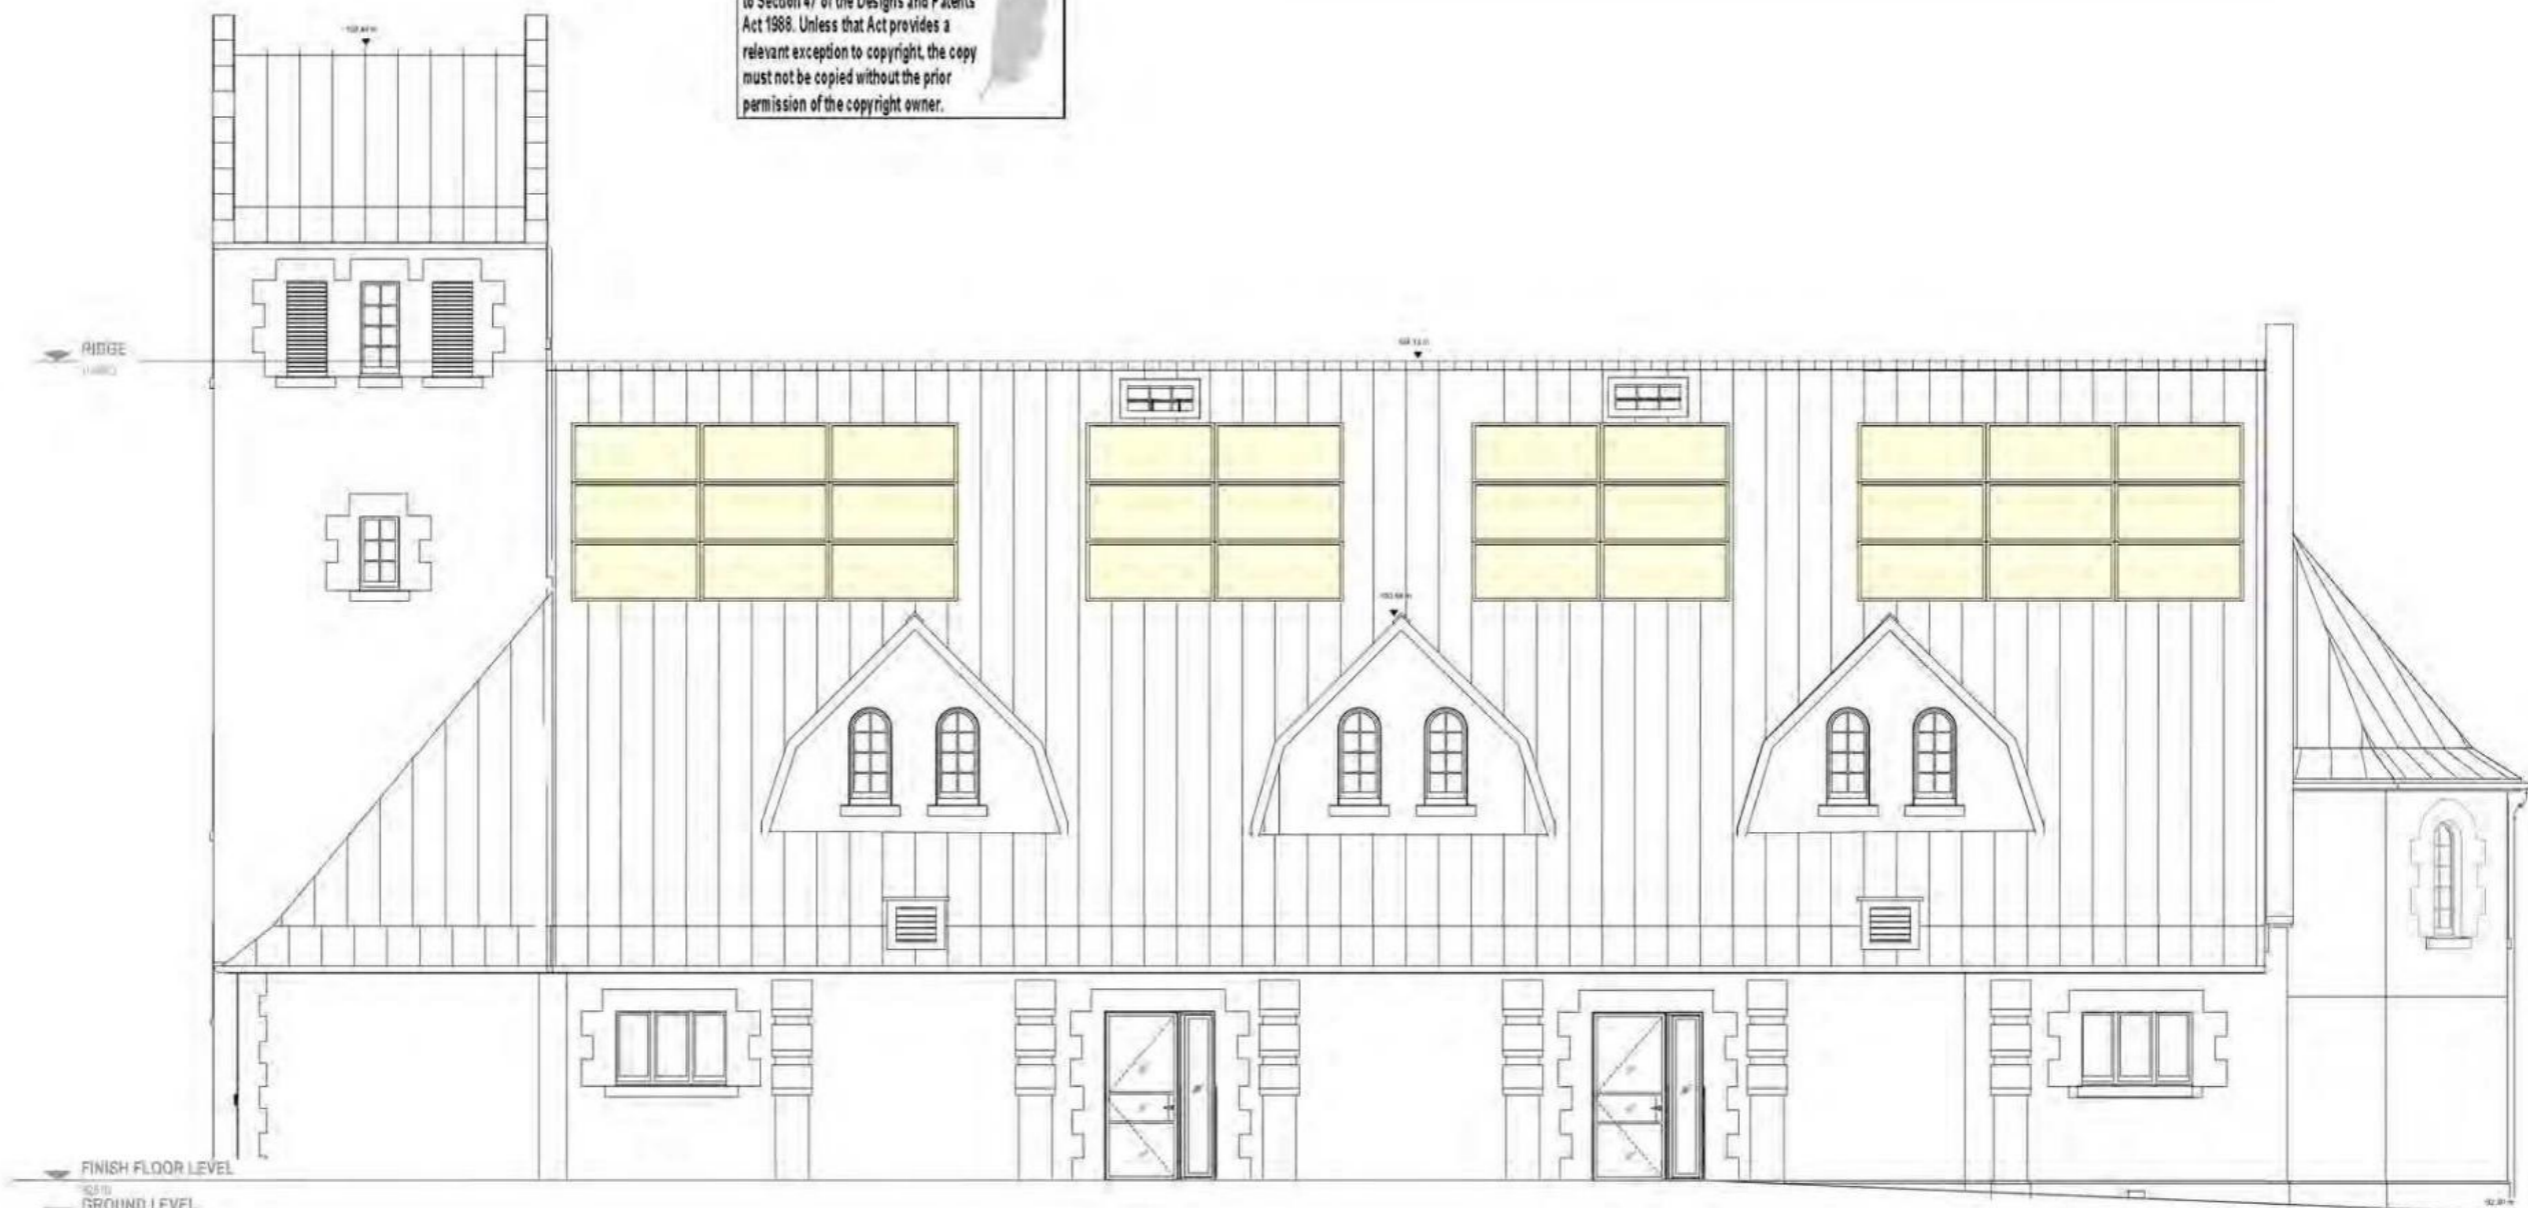 to Section 47 of the Designs and Patents
Act 1988. Unless that Act provides a
relevant exception to copyright, the copy
must not be copied without the prior
permission of the copyright owner.
RIDGE
FINISH FLOOR LEVEL
GROUND LEVEL